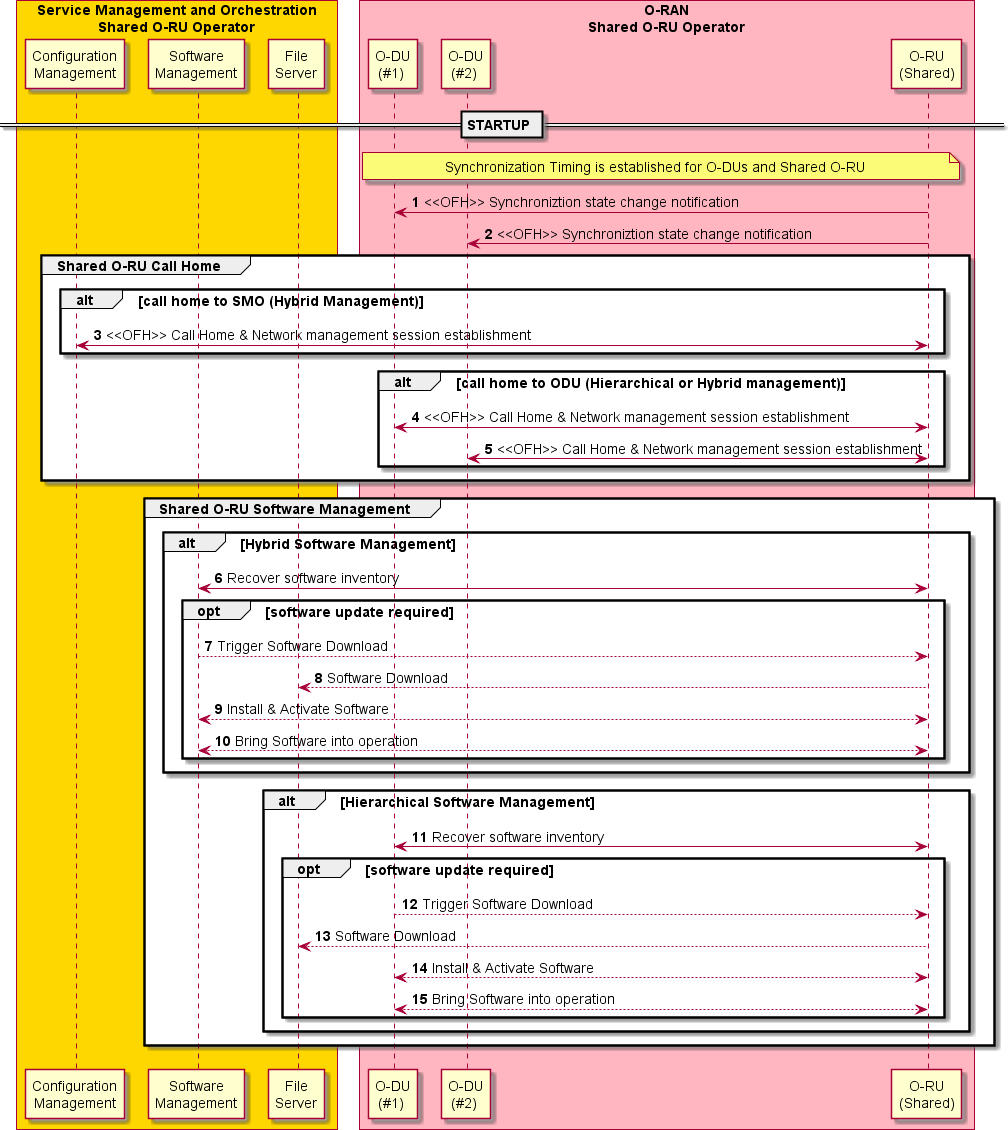 Service Management and Orchestration
Shared O-RU Operator
O-RAN
Shared O-RU Operator
Configuration
Management
Software
Management
File
Server
O-DU
(#1)
O-DU
(#2)
O-RU
(Shared)
STARTUP
Synchronization Timing is established for O-DUs and Shared O-RU
1 <<OFH>> Synchroniztion state change notification
2 <<OFH>> Synchroniztion state change notification
Shared O-RU Call Home
alt [call home to SMO (Hybrid Management)]
3 <<OFH>> Call Home & Network management session establishment
alt [call home to ODU (Hierarchical or Hybrid management)]
4 <<OFH>> Call Home & Network management session establishment
5 <<OFH>> Call Home & Network management session establishment
Shared O-RU Software Management
alt [Hybrid Software Management]
6 Recover software inventory
opt [software update required]
7 Trigger Software Download
8 Software Download
9 Install & Activate Software
10 Bring Software into operation
alt [Hierarchical Software Management]
11 Recover software inventory
opt [software update required]
12 Trigger Software Download
13 Software Download
14 Install & Activate Software
15 Bring Software into operation
Configuration
Management
Software
Management
File
Server
O-DU
(#1)
O-DU
(#2)
O-RU
(Shared)